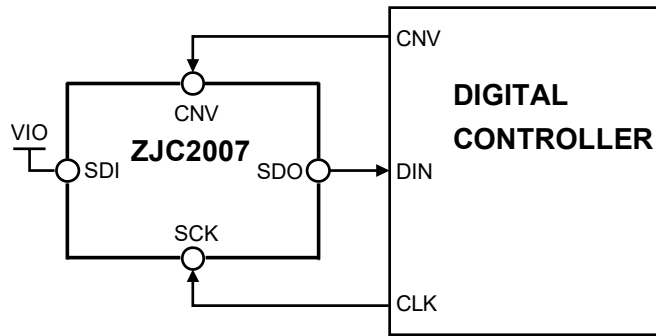 CNV
CNV
DIGITAL
CONTROLLER
VIO
ZJC2007
SDI
SDO
DIN
SCK
CLK